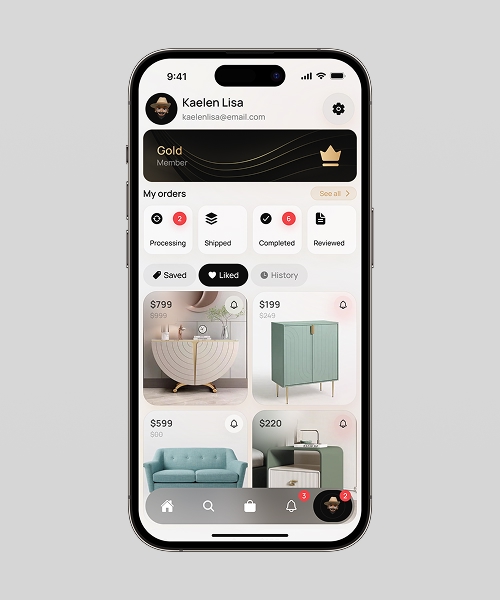 9:41
Kaelen Lisa
kaelenlisa@email.com
Gold
Member
My orders
See all
2
6
Processing
Shipped
Completed
Reviewed
Saved
Liked
History
$799
$999
$199
$249
$599
$220
3
2